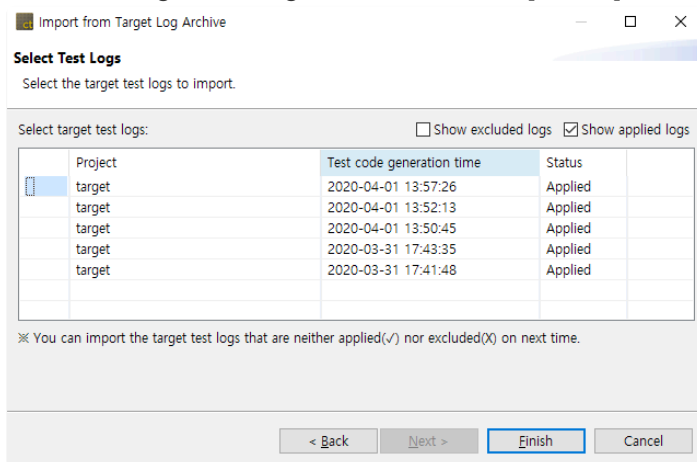 ct Import from Target Log Archive
Select Test Logs
Select the target test logs to import.
Select target test logs: Show excluded logs Show applied logs
Project Test code generation time Status
target 2020-04-01 13:57:26 Applied
target 2020-04-01 13:52:13 Applied
target 2020-04-01 13:50:45 Applied
target 2020-03-31 17:43:35 Applied
target 2020-03-31 17:41:48 Applied
※ You can import the target test logs that are neither applied(√) nor excluded(X) on next time.
< Back Next > Finish Cancel